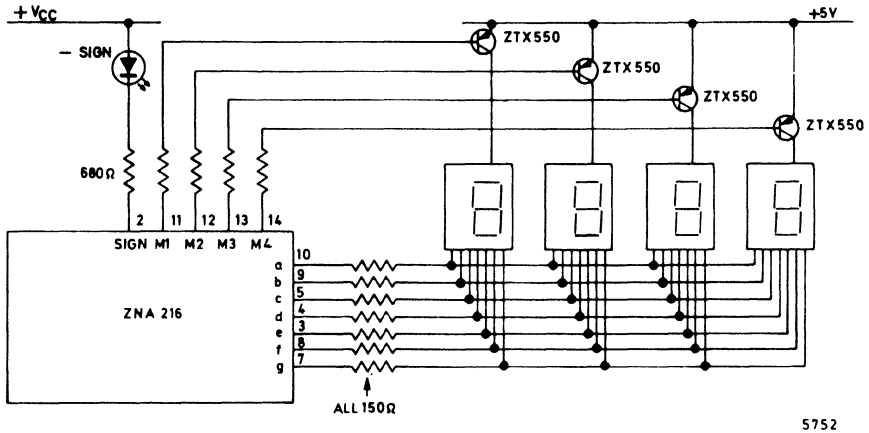 + VCC
+5V
ZTX550
- SIGN
ZTX550
ZTX550
ZTX550
680Ω
2 11 12 13 14
SIGN M1 M2 M3 M4
ZNA 216
a 10
b 9
c 5
d 4
e 3
f 8
g 7
ALL 150Ω
5752